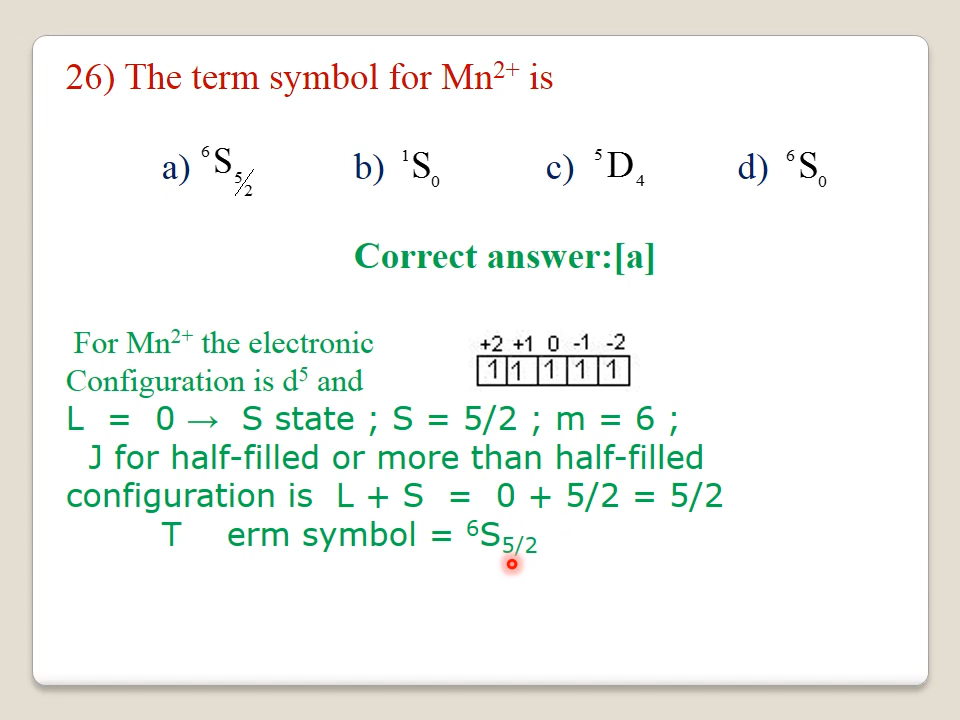 26) The term symbol for Mn²⁺ is
a) ⁶S₅⁄₂ b) ¹S₀ c) ⁵D₄ d) ⁶S₀
Correct answer:[a]
For Mn²⁺ the electronic
Configuration is d⁵ and
+2 +1 0 -1 -2
1 1 1 1 1
L = 0 → S state ; S = 5/2 ; m = 6 ;
J for half-filled or more than half-filled
configuration is L + S = 0 + 5/2 = 5/2
T erm symbol = ⁶S₅/₂